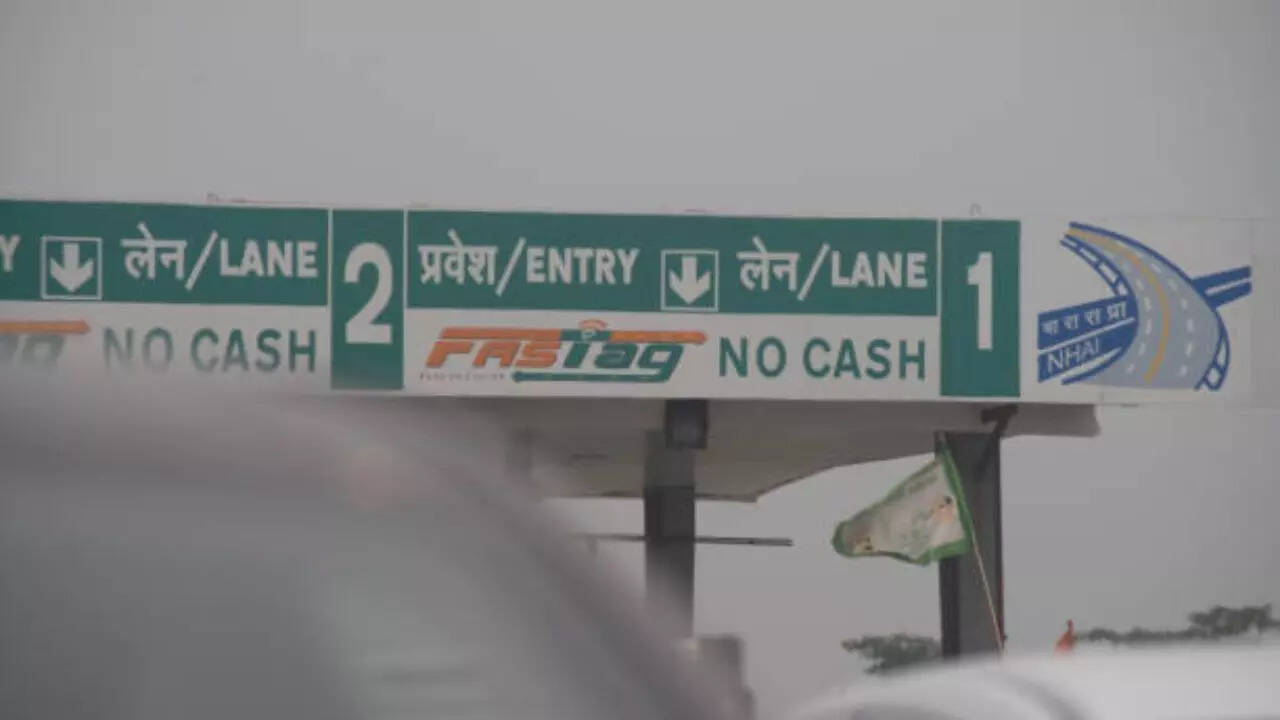 लेन/LANE
2
प्रवेश/ENTRY
लेन/LANE
1
NO CASH
FASTag
NO CASH
भा रा रा प्रा
NHAI